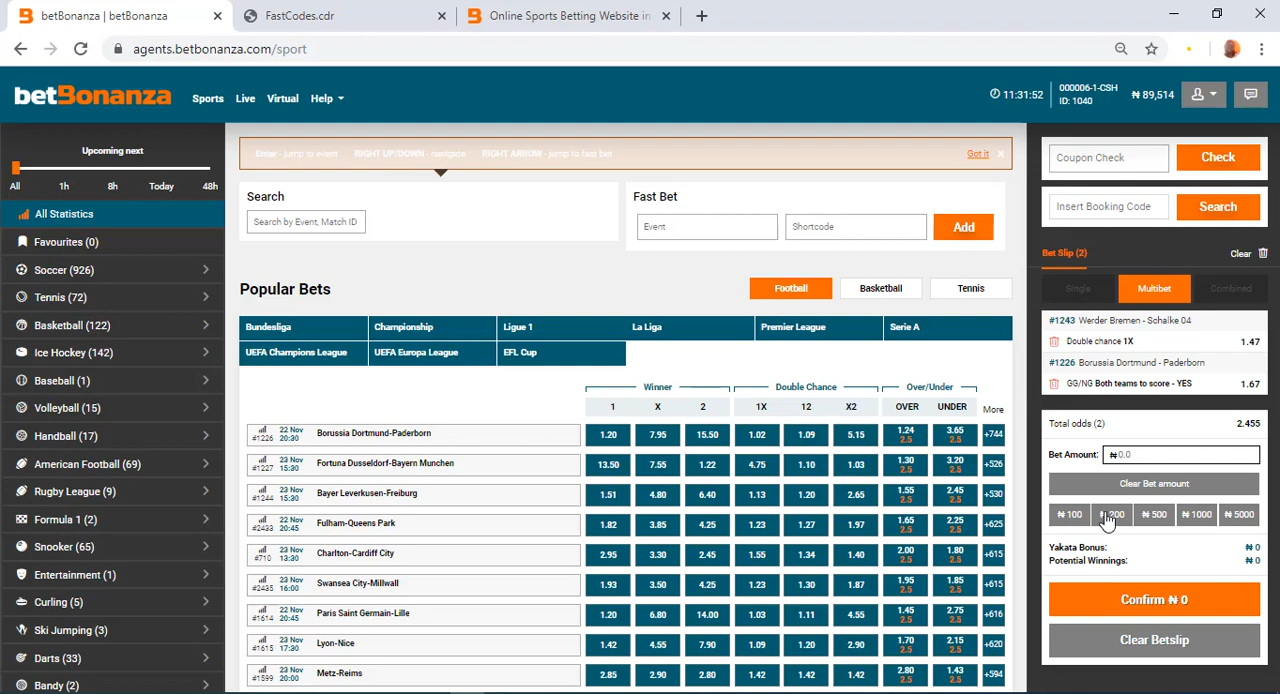 betBonanza | betBonanza
FastCodes.cdr
Online Sports Betting Website in
agents.betbonanza.com/sport
betBonanza
Sports Live Virtual Help
11:31:52
000006-1-CSH
ID: 1040
₦ 89,514
Upcoming next
All 1h 8h Today 48h
All Statistics
Favourites (0)
Soccer (926)
Tennis (72)
Basketball (122)
Ice Hockey (142)
Baseball (1)
Volleyball (15)
Handball (17)
American Football (69)
Rugby League (9)
Formula 1 (2)
Snooker (65)
Entertainment (1)
Curling (5)
Ski Jumping (3)
Darts (33)
Bandy (2)
Enter - jump to event RIGHT UP/DOWN - navigate RIGHT ARROW - jump to fast bet Got it
Search
Search by Event, Match ID
Fast Bet
Event Shortcode Add
Popular Bets
Football Basketball Tennis
Bundesliga Championship Ligue 1 La Liga Premier League Serie A
UEFA Champions League UEFA Europa League EFL Cup
Winner Double Chance Over/Under
1 X 2 1X 12 X2 OVER UNDER More
#1226 22 Nov 20:30 Borussia Dortmund-Paderborn 1.20 7.95 15.50 1.02 1.09 5.15 1.24 2.5 3.65 2.5 +744
#1227 23 Nov 15:30 Fortuna Dusseldorf-Bayern Munchen 13.50 7.55 1.22 4.75 1.10 1.03 1.30 2.5 3.20 2.5 +526
#1244 23 Nov 15:30 Bayer Leverkusen-Freiburg 1.51 4.80 6.40 1.13 1.20 2.65 1.55 2.5 2.45 2.5 +530
#2433 22 Nov 20:45 Fulham-Queens Park 1.82 3.85 4.25 1.23 1.27 1.97 1.65 2.5 2.25 2.5 +625
#710 23 Nov 13:30 Charlton-Cardiff City 2.95 3.30 2.45 1.55 1.34 1.40 2.00 2.5 1.80 2.5 +615
#2435 23 Nov 16:00 Swansea City-Millwall 1.93 3.50 4.25 1.23 1.30 1.87 1.95 2.5 1.85 2.5 +615
#1614 22 Nov 20:45 Paris Saint Germain-Lille 1.20 6.80 14.00 1.03 1.11 4.55 1.45 2.5 2.75 2.5 +616
#1615 23 Nov 17:30 Lyon-Nice 1.42 4.55 7.90 1.09 1.20 2.90 1.70 2.5 2.15 2.5 +620
#1599 23 Nov 20:00 Metz-Reims 2.85 2.90 2.80 1.42 1.42 1.42 2.80 2.5 1.43 2.5 +594
Coupon Check Check
Insert Booking Code Search
Bet Slip (2) Clear
Single Multibet Combined
#1243 Werder Bremen - Schalke 04
Double chance 1X 1.47
#1226 Borussia Dortmund - Paderborn
GG/NG Both teams to score - YES 1.67
Total odds (2) 2.455
Bet Amount: ₦ 0.0
Clear Bet amount
₦ 100 ₦ 200 ₦ 500 ₦ 1000 ₦ 5000
Yakata Bonus: ₦ 0
Potential Winnings: ₦ 0
Confirm ₦ 0
Clear Betslip